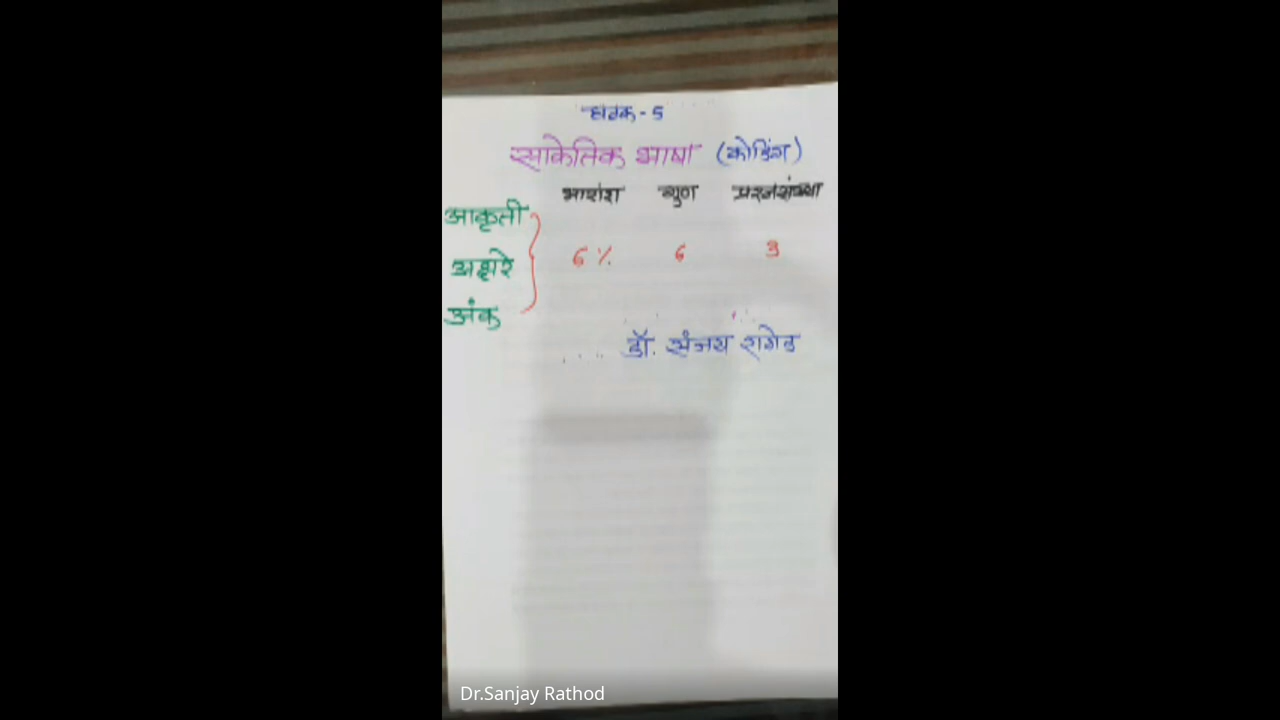 घटक - 5
सांकेतिक भाषा (कोडिंग)
भारांश गुण प्रश्नसंख्या
आकृती
अक्षरे 6 % 6 3
अंक
डॉ. संजय राठोड
Dr.Sanjay Rathod